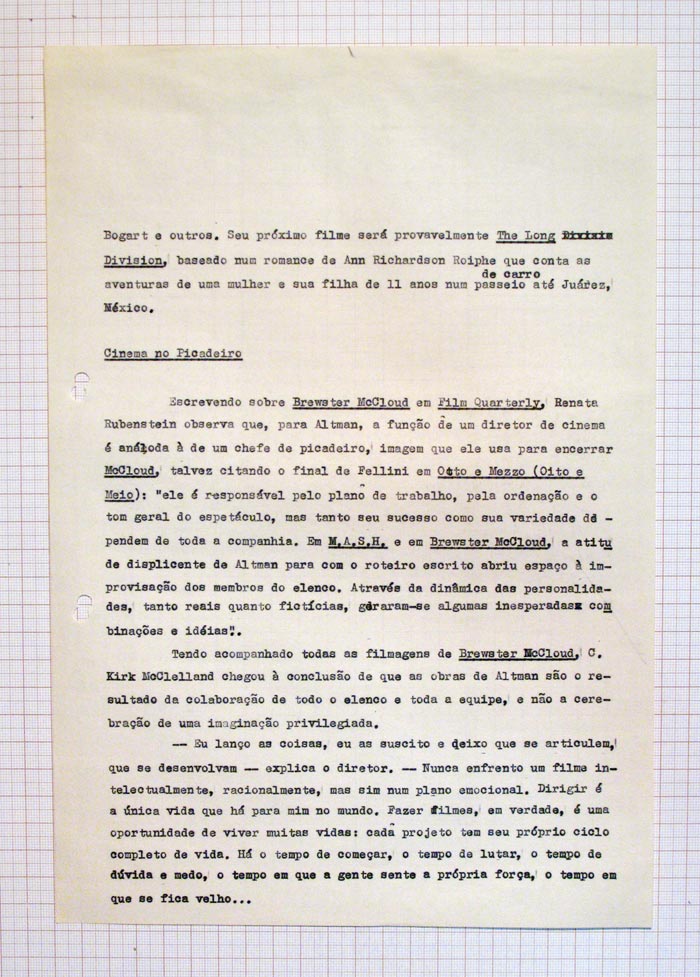 Bogart e outros. Seu próximo filme será provavelmente The Long
Division, baseado num romance de Ann Richardson Roiphe que conta as
de carro
aventuras de uma mulher e sua filha de 11 anos num passeio até Juárez,
México.
Cinema no Picadeiro
Escrevendo sobre Brewster McCloud em Film Quarterly, Renata
Rubenstein observa que, para Altman, a função de um diretor de cinema
é análoda à de um chefe de picadeiro, imagem que ele usa para encerrar
McCloud, talvez citando o final de Fellini em Otto e Mezzo (Oito e
Meio): "ele é responsável pelo plano de trabalho, pela ordenação e o
tom geral do espetáculo, mas tanto seu sucesso como sua variedade de -
pendem de toda a companhia. Em M.A.S.H. e em Brewster McCloud, a atitu
de displicente de Altman para com o roteiro escrito abriu espaço à im-
provisação dos membros do elenco. Através da dinâmica das personalida-
des, tanto reais quanto fictícias, geraram-se algumas inesperadas com
binações e idéias".
Tendo acompanhado todas as filmagens de Brewster McCloud, C.
Kirk McClelland chegou à conclusão de que as obras de Altman são o re-
sultado da colaboração de todo o elenco e toda a equipe, e não a cere-
bração de uma imaginação privilegiada.
-- Eu lanço as coisas, eu as suscito e deixo que se articulem,
que se desenvolvam -- explica o diretor. -- Nunca enfrento um filme in-
telectualmente, racionalmente, mas sim num plano emocional. Dirigir é
a única vida que há para mim no mundo. Fazer filmes, em verdade, é uma
oportunidade de viver muitas vidas: cada projeto tem seu próprio ciclo
completo de vida. Há o tempo de começar, o tempo de lutar, o tempo de
dúvida e medo, o tempo em que a gente sente a própria força, o tempo em
que se fica velho...